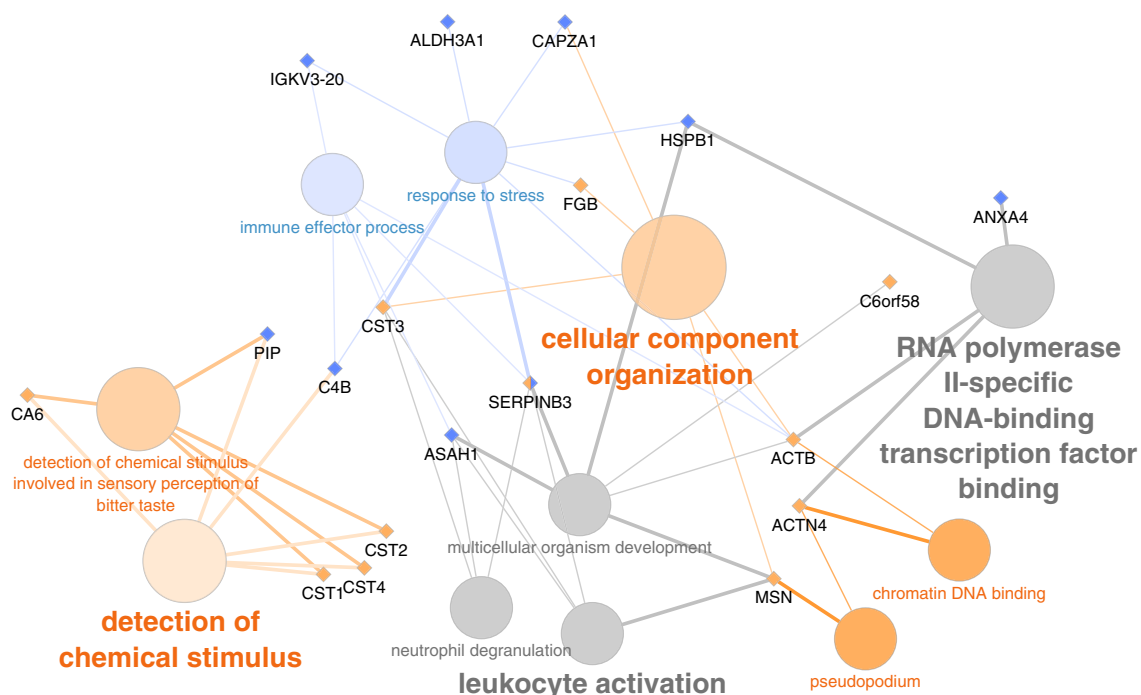 ALDH3A1
CAPZA1
IGKV3-20
HSPB1
response to stress
FGB
immune effector process
ANXA4
C6orf58
CST3
cellular component
organization
RNA polymerase
II-specific
DNA-binding
transcription factor
binding
PIP
C4B
SERPINB3
CA6
ASAH1
ACTB
detection of chemical stimulus
involved in sensory perception of
bitter taste
ACTN4
CST2
multicellular organism development
CST1
CST4
MSN
chromatin DNA binding
detection of
chemical stimulus
neutrophil degranulation
leukocyte activation
pseudopodium